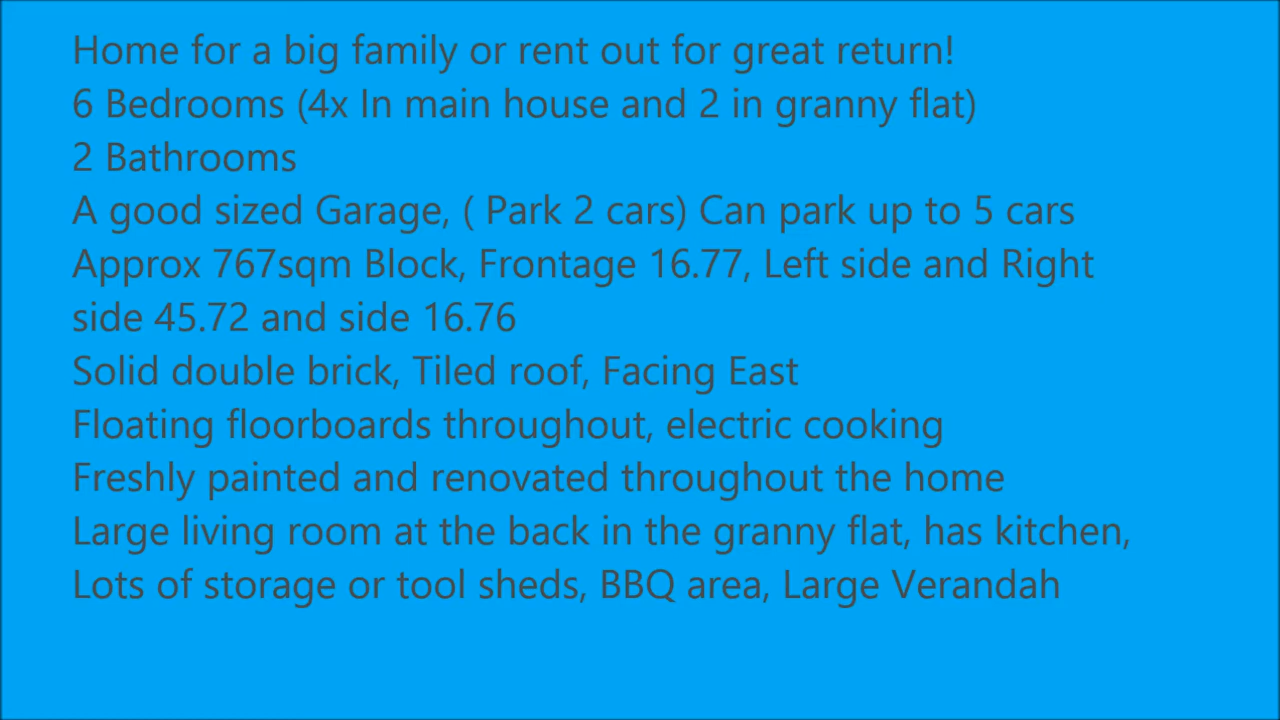 Home for a big family or rent out for great return!
6 Bedrooms (4x In main house and 2 in granny flat)
2 Bathrooms
A good sized Garage, ( Park 2 cars) Can park up to 5 cars
Approx 767sqm Block, Frontage 16.77, Left side and Right
side 45.72 and side 16.76
Solid double brick, Tiled roof, Facing East
Floating floorboards throughout, electric cooking
Freshly painted and renovated throughout the home
Large living room at the back in the granny flat, has kitchen,
Lots of storage or tool sheds, BBQ area, Large Verandah